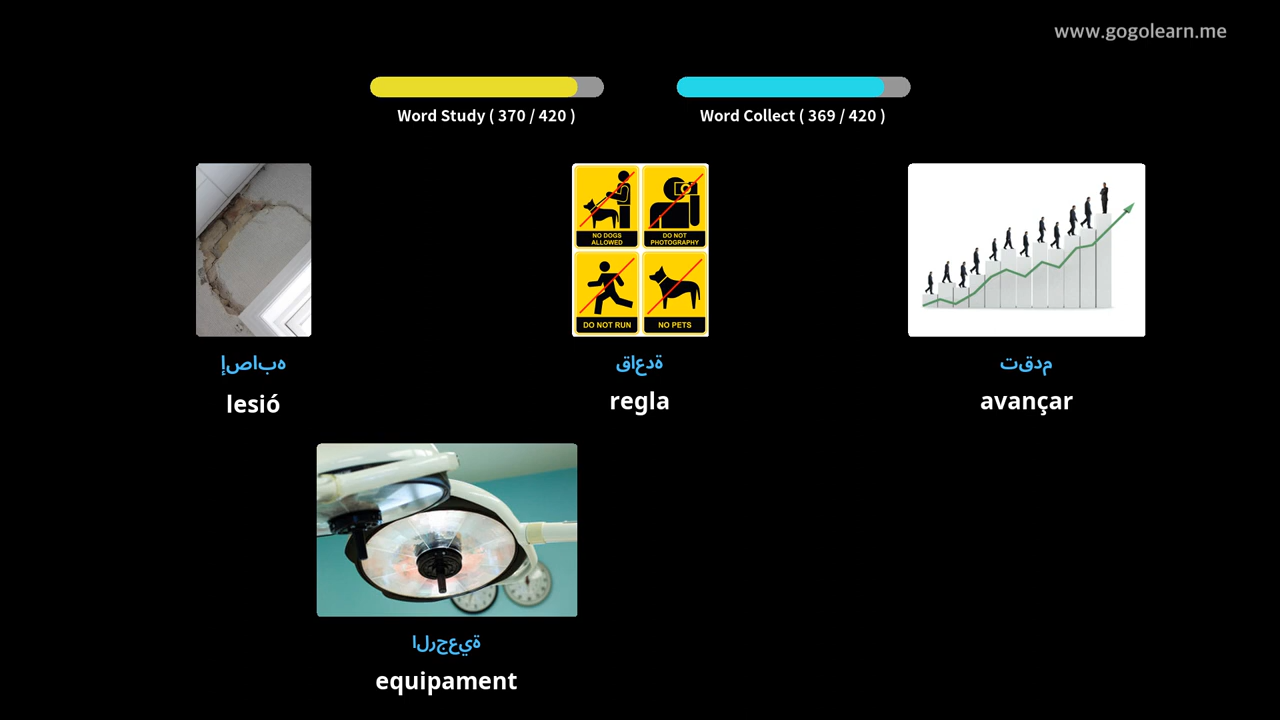 www.gogolearn.me
Word Study ( 370 / 420 )
Word Collect ( 369 / 420 )
NO DOGS
ALLOWED
DO NOT
PHOTOGRAPHY
DO NOT RUN
NO PETS
إصابه
قاعدة
تقدم
lesió
regla
avançar
الرجعية
equipament